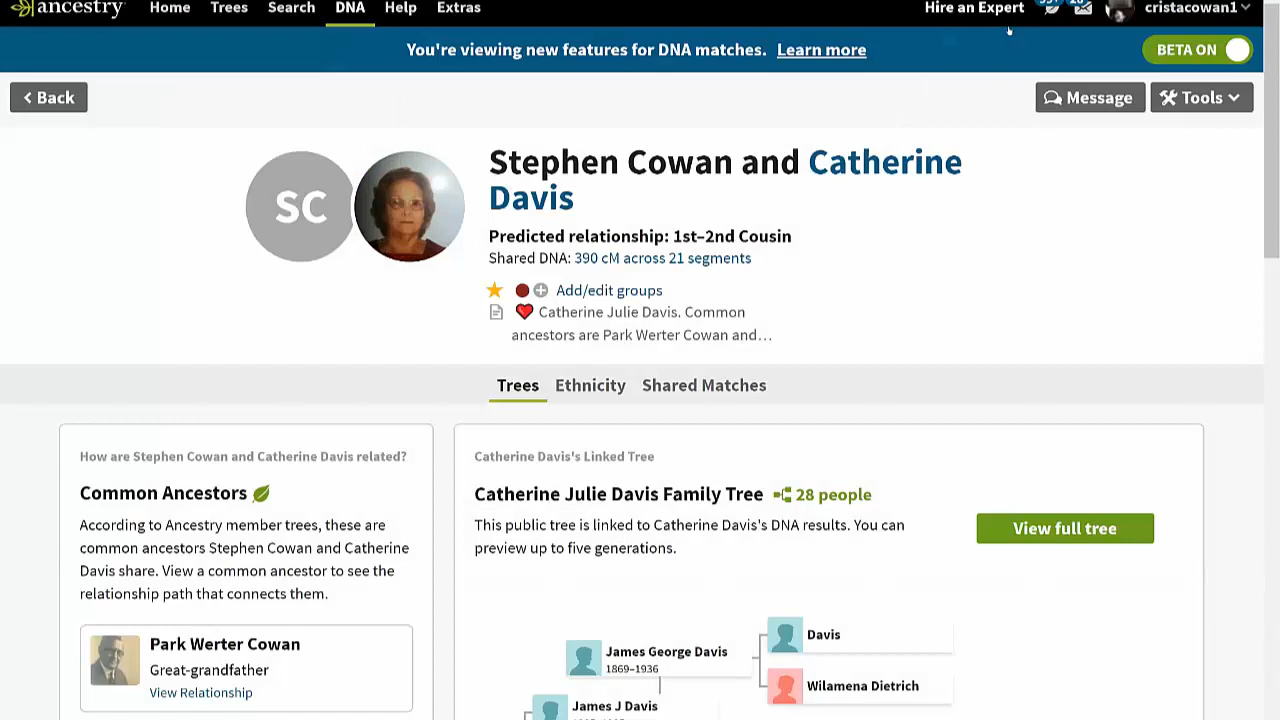 ancestry
Home Trees Search DNA Help Extras Hire an Expert cristacowan1
You're viewing new features for DNA matches. Learn more BETA ON
Back Message Tools
SC
Stephen Cowan and Catherine
Davis
Predicted relationship: 1st–2nd Cousin
Shared DNA: 390 cM across 21 segments
Add/edit groups
Catherine Julie Davis. Common
ancestors are Park Werter Cowan and…
Trees Ethnicity Shared Matches
How are Stephen Cowan and Catherine Davis related?
Common Ancestors
According to Ancestry member trees, these are
common ancestors Stephen Cowan and Catherine
Davis share. View a common ancestor to see the
relationship path that connects them.
Park Werter Cowan
Great-grandfather
View Relationship
Catherine Davis's Linked Tree
Catherine Julie Davis Family Tree 28 people
This public tree is linked to Catherine Davis's DNA results. You can
preview up to five generations.
View full tree
Davis
James George Davis
1869–1936
Wilamena Dietrich
James J Davis